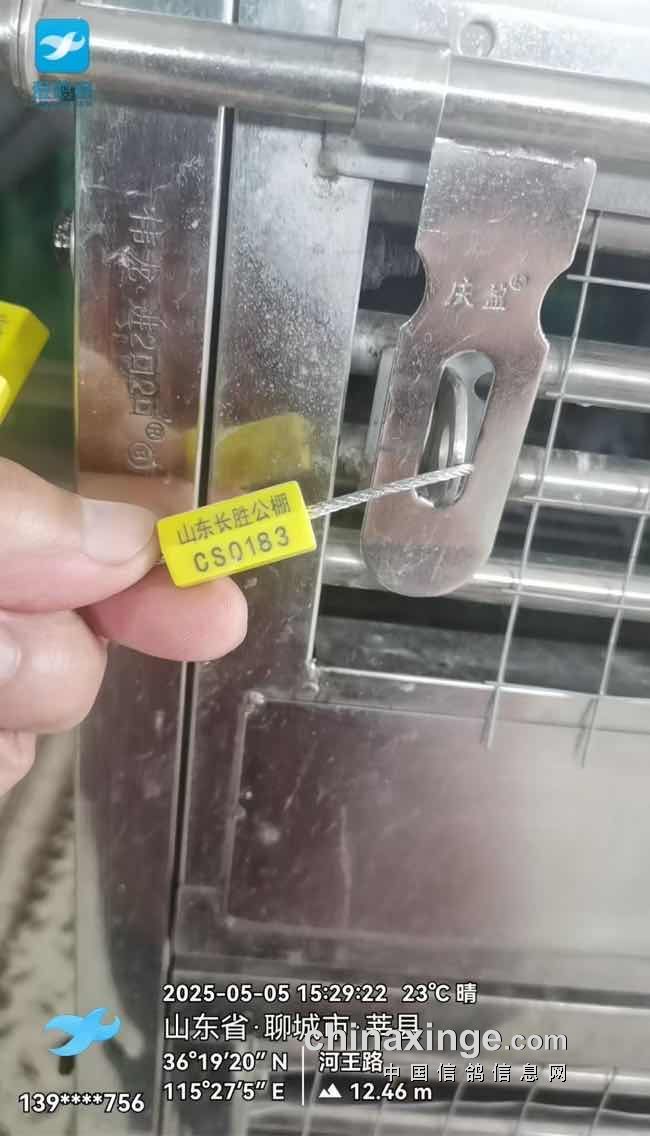 庆益®
山东长胜公棚
CS0183
2025-05-05 15:29:22 23℃ 晴
山东省·聊城市·莘县
chinaxinge.com
36°19'20" N 河王路
中国信鸽信息网
115°27'5" E 12.46 m
139****756